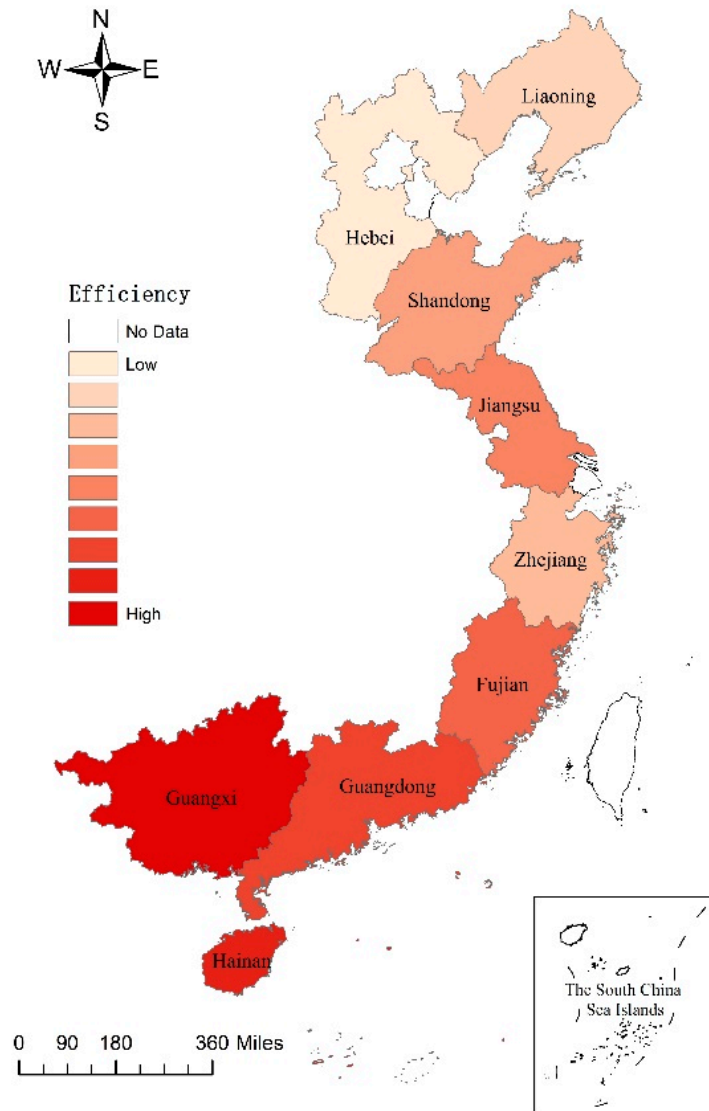 N
W E
S
Liaoning
Hebei
Shandong
Efficiency
No Data
Low
Jiangsu
Zhejiang
High
Fujian
Guangxi
Guangdong
Hainan
The South China
Sea Islands
0 90 180 360 Miles